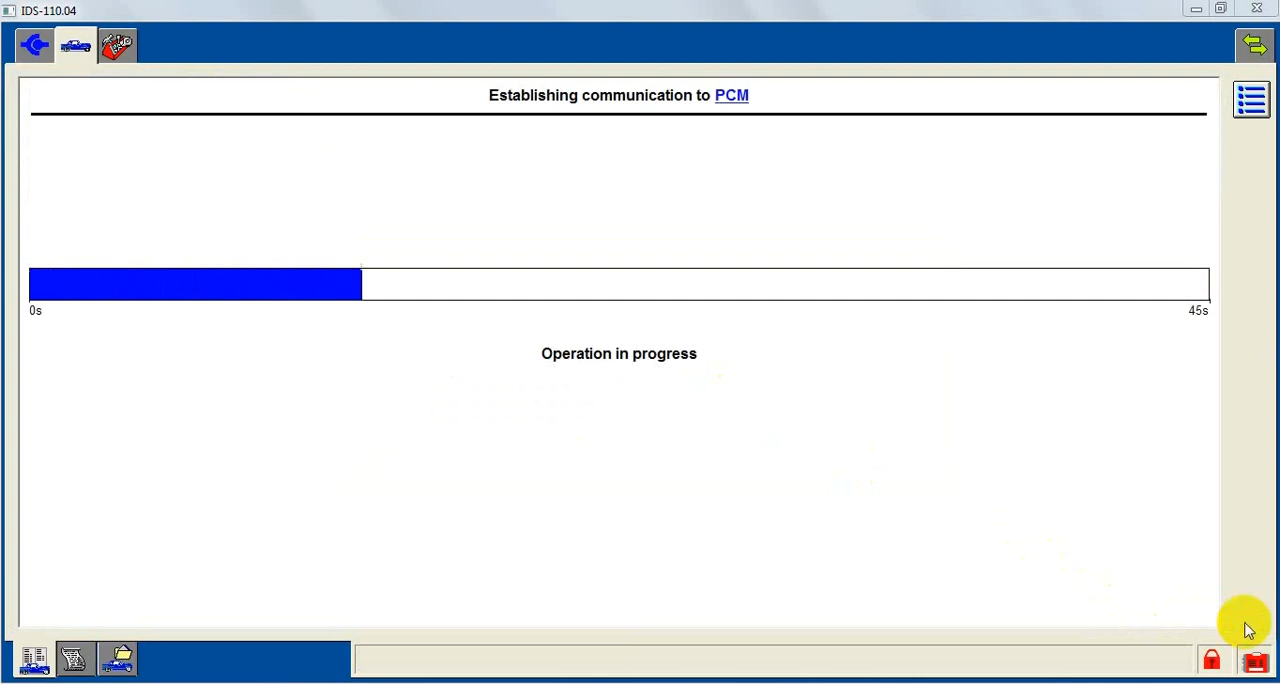 IDS-110.04
Establishing communication to PCM
0s 45s
Operation in progress